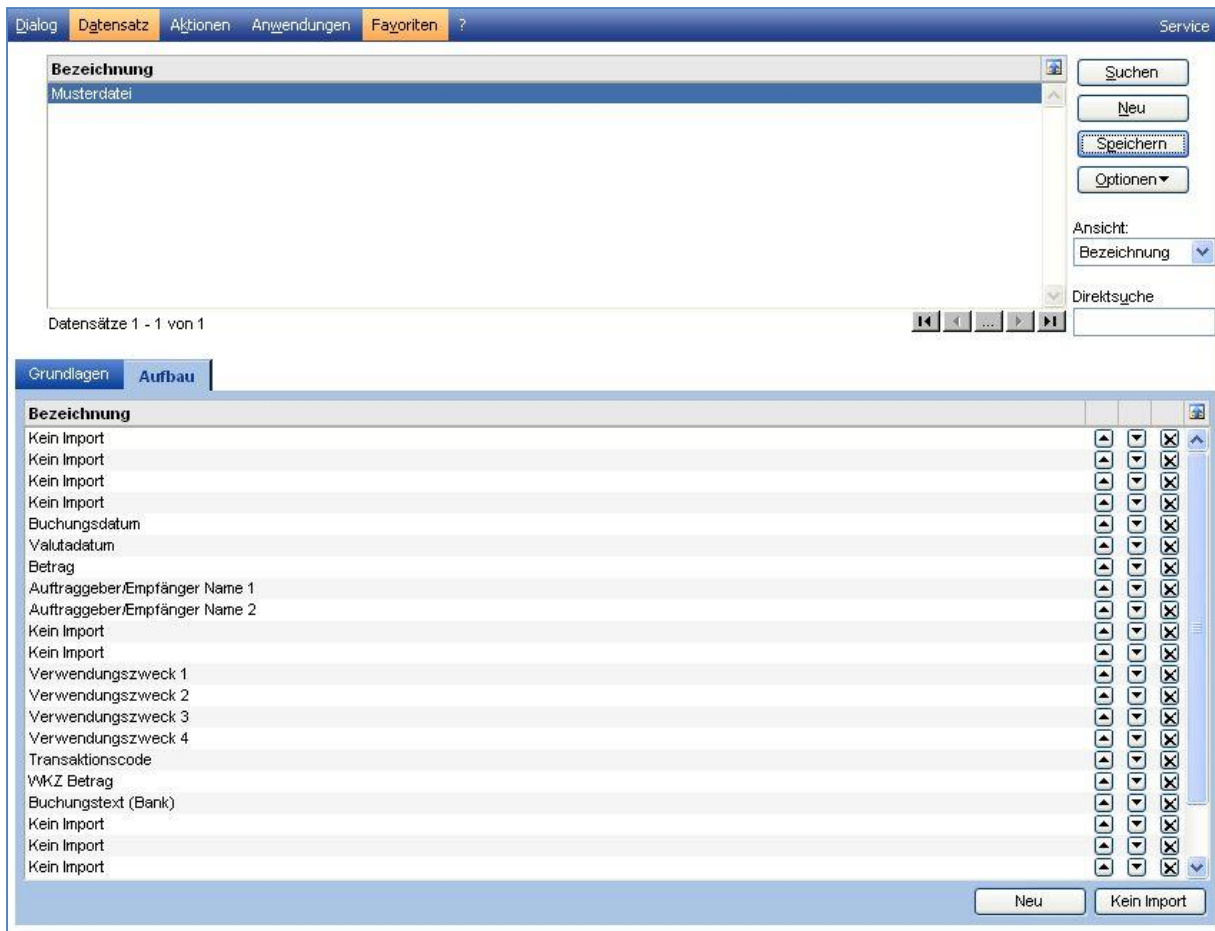 Dialog Datensatz Aktionen Anwendungen Favoriten ? Service
Bezeichnung
Musterdatei
Suchen
Neu
Speichern
Optionen
Ansicht:
Bezeichnung
Direktsuche
Datensätze 1 - 1 von 1
...
Grundlagen Aufbau
Bezeichnung
Kein Import
Kein Import
Kein Import
Kein Import
Buchungsdatum
Valutadatum
Betrag
Auftraggeber/Empfänger Name 1
Auftraggeber/Empfänger Name 2
Kein Import
Kein Import
Verwendungszweck 1
Verwendungszweck 2
Verwendungszweck 3
Verwendungszweck 4
Transaktionscode
WKZ Betrag
Buchungstext (Bank)
Kein Import
Kein Import
Kein Import
Neu Kein Import